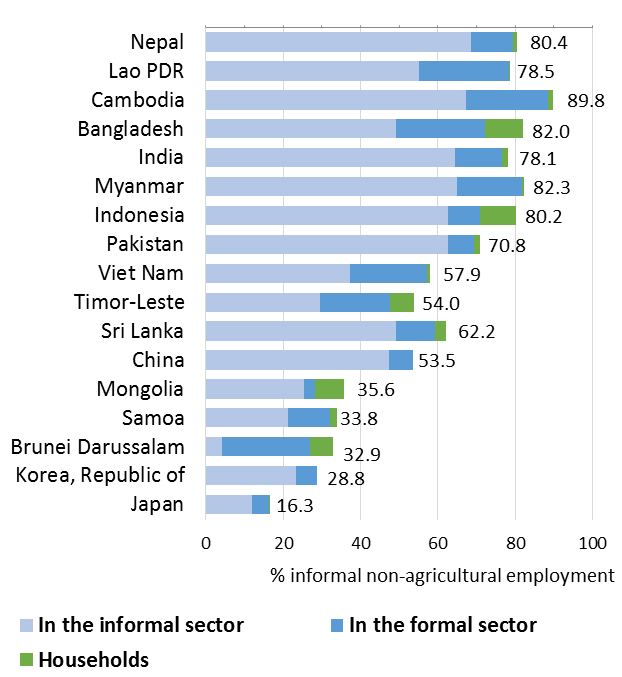 Nepal 80.4
Lao PDR 78.5
Cambodia 89.8
Bangladesh 82.0
India 78.1
Myanmar 82.3
Indonesia 80.2
Pakistan 70.8
Viet Nam 57.9
Timor-Leste 54.0
Sri Lanka 62.2
China 53.5
Mongolia 35.6
Samoa 33.8
Brunei Darussalam 32.9
Korea, Republic of 28.8
Japan 16.3
0 20 40 60 80 100
% informal non-agricultural employment
In the informal sector In the formal sector
Households